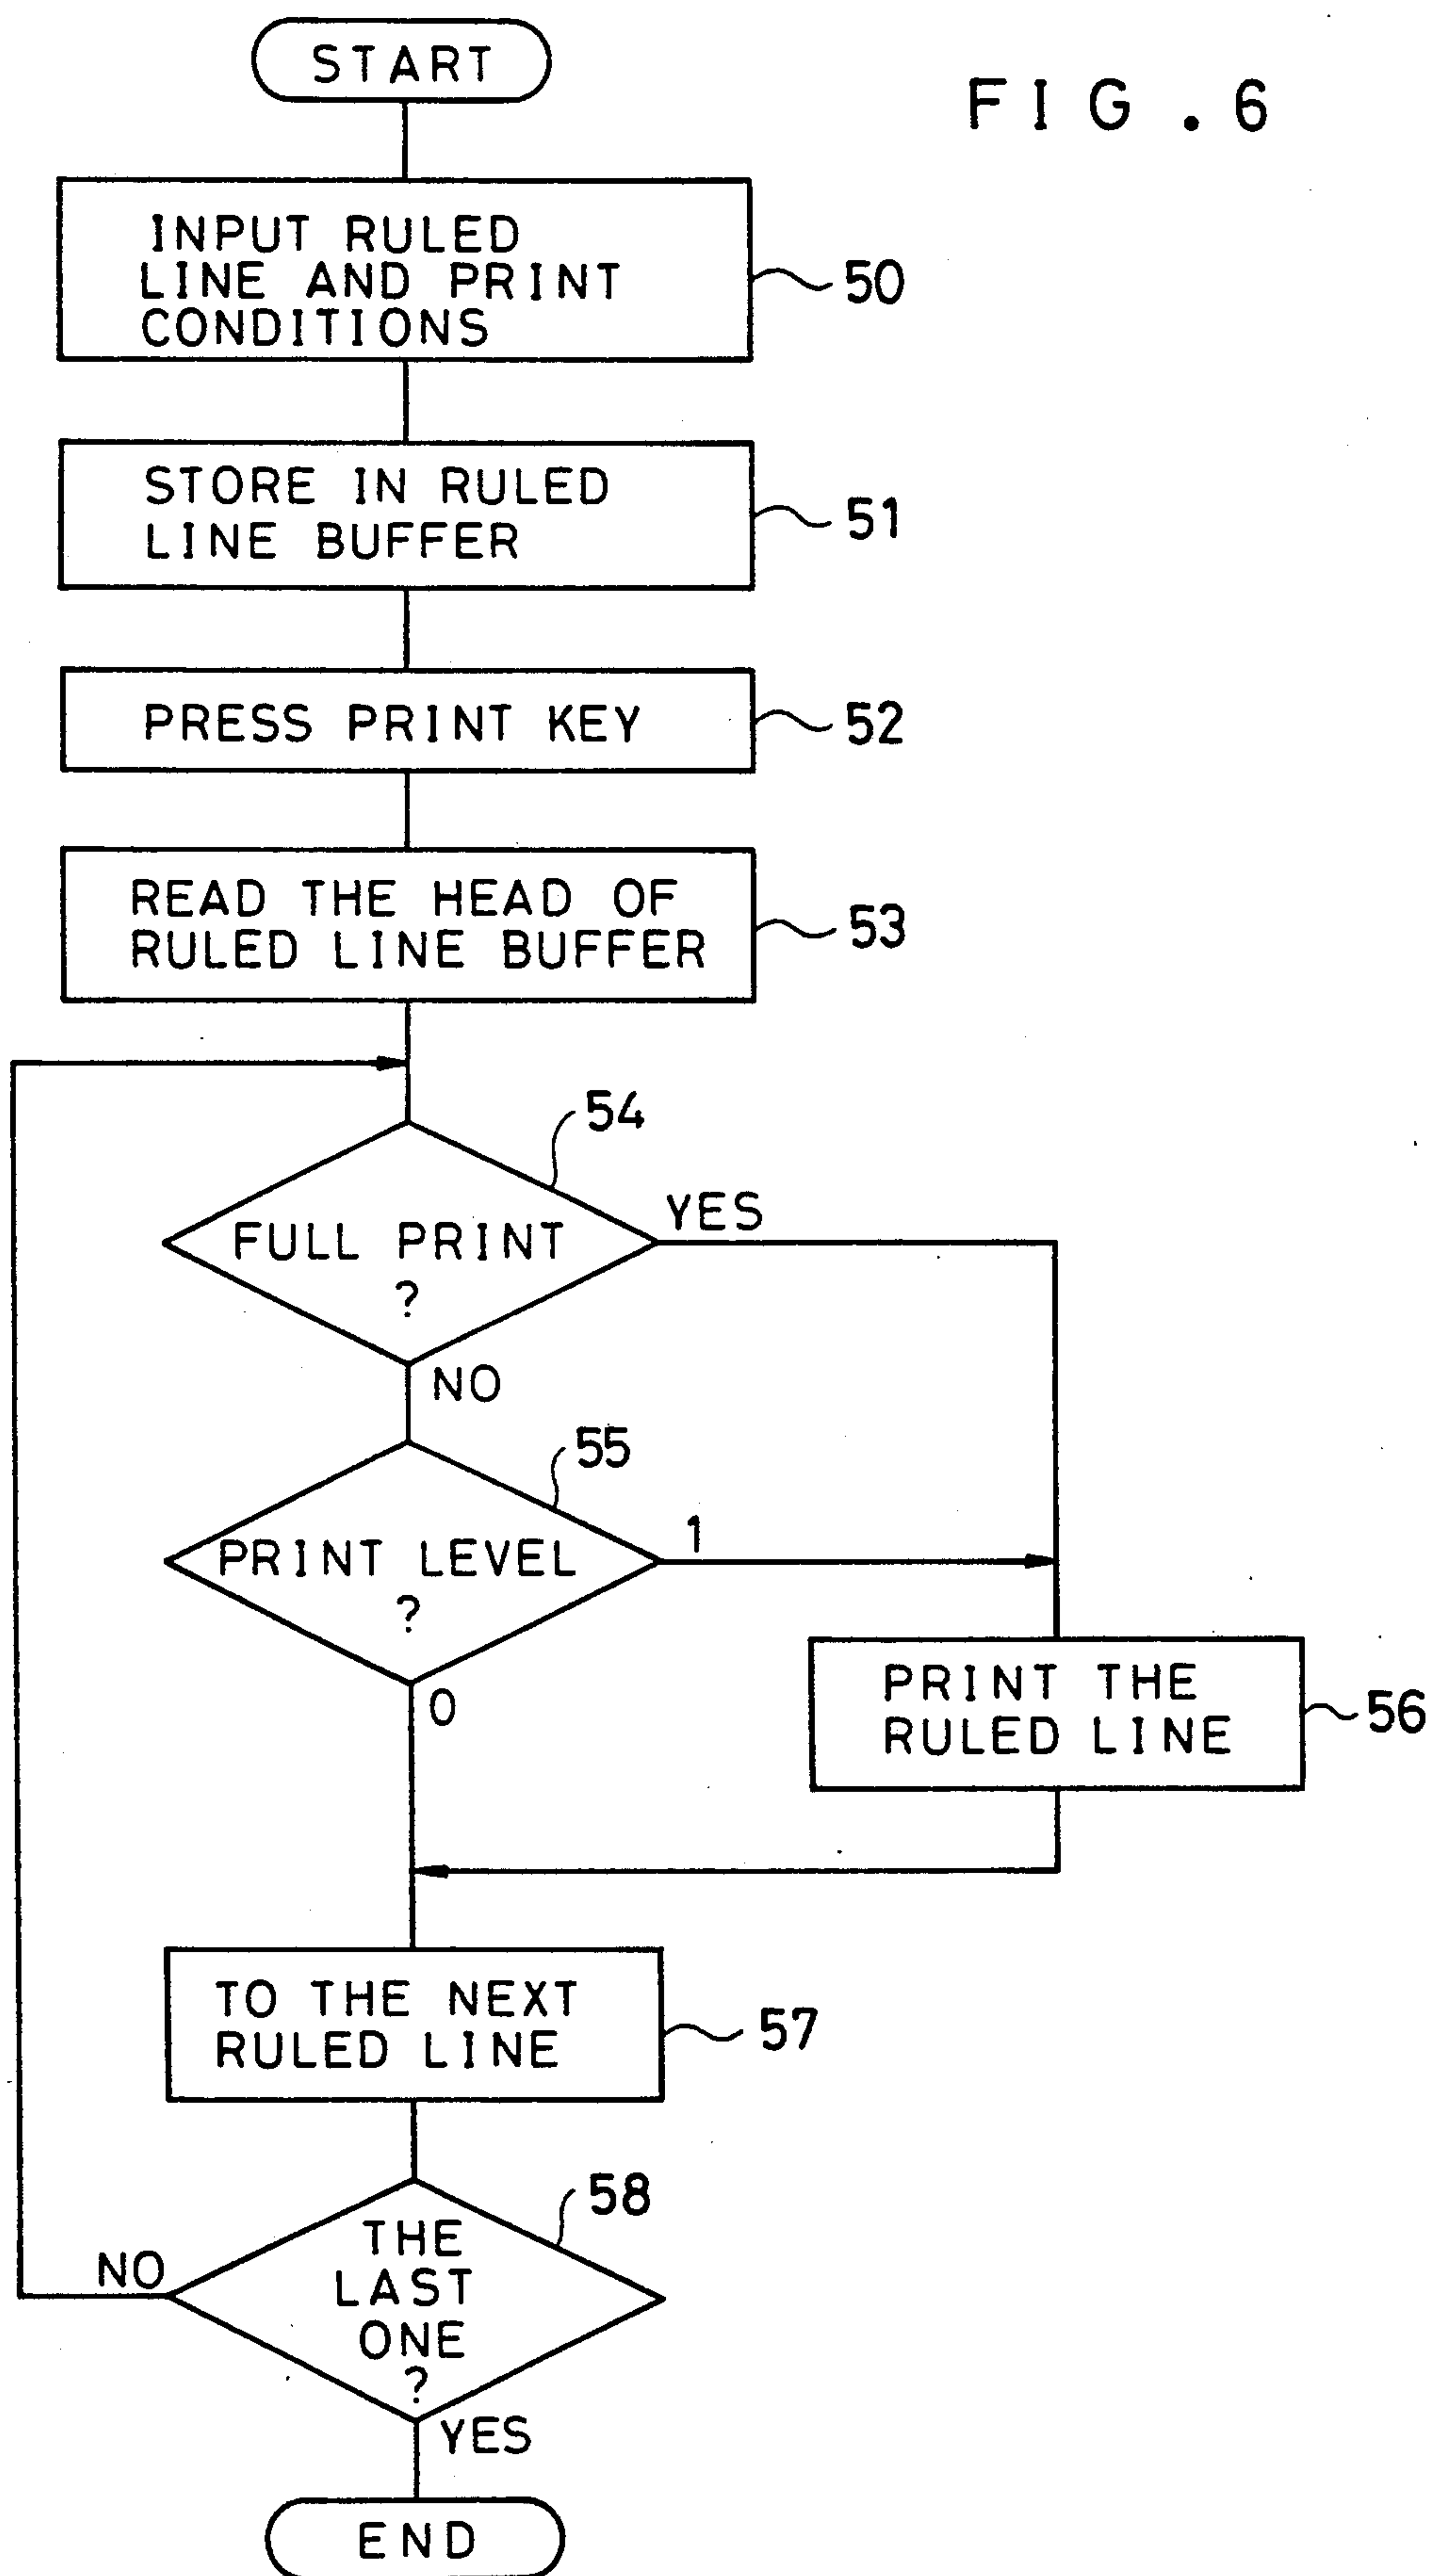 START
FIG.6
INPUT RULED
LINE AND PRINT
CONDITIONS
50
STORE IN RULED
LINE BUFFER
51
PRESS PRINT KEY
52
READ THE HEAD OF
RULED LINE BUFFER
53
54
FULL PRINT
?
YES
NO
55
PRINT LEVEL
?
1
0
PRINT THE
RULED LINE
56
TO THE NEXT
RULED LINE
57
58
THE
LAST
ONE
?
NO
YES
END